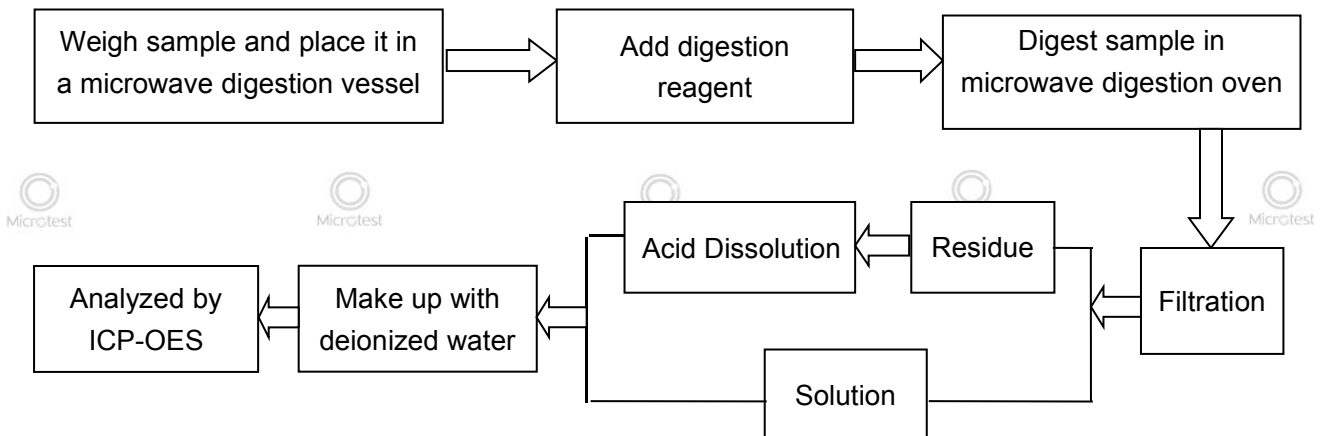 Weigh sample and place it in
a microwave digestion vessel
Add digestion
reagent
Digest sample in
microwave digestion oven
Microtest
Microtest
Microtest
Filtration
Residue
Acid Dissolution
Solution
Make up with
deionized water
Analyzed by
ICP-OES